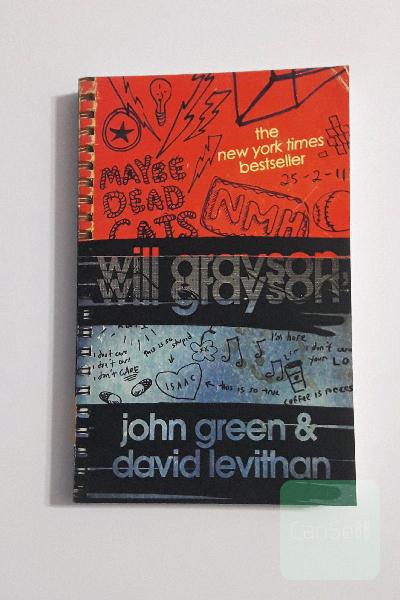 the
new york times
bestseller
25-2-11
MAYBE
DEAD
CATS
NMH
will grayson,
will grayson
I don't care
I don't care
I don't CARE
this is so
stupid
I'm here
I don't
your
ISAAC
this is so true
coffee is
john green &
david levithan
CanSell